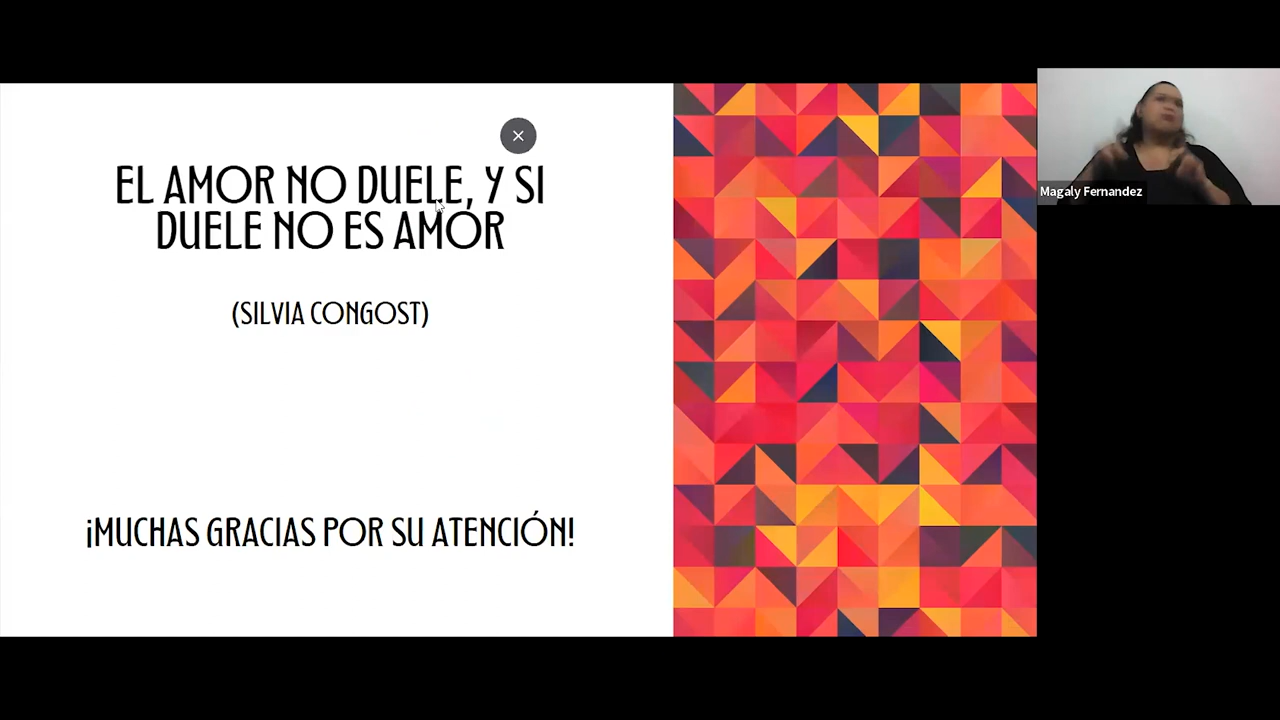 EL AMOR NO DUELE, Y SI
DUELE NO ES AMOR
(SILVIA CONGOST)
¡MUCHAS GRACIAS POR SU ATENCIÓN!
Magaly Fernandez